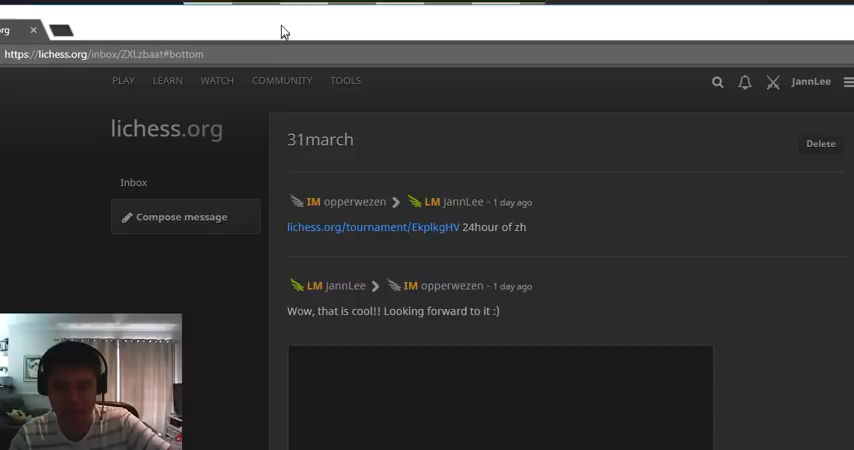 org
https://lichess.org/inbox/ZXLzbaat#bottom
PLAY LEARN WATCH COMMUNITY TOOLS JannLee
lichess.org
31march
Delete
Inbox
Compose message
IM opperwezen LM JannLee - 1 day ago
lichess.org/tournament/EkplkgHV 24hour of zh
LM JannLee IM opperwezen - 1 day ago
Wow, that is cool!! Looking forward to it :)